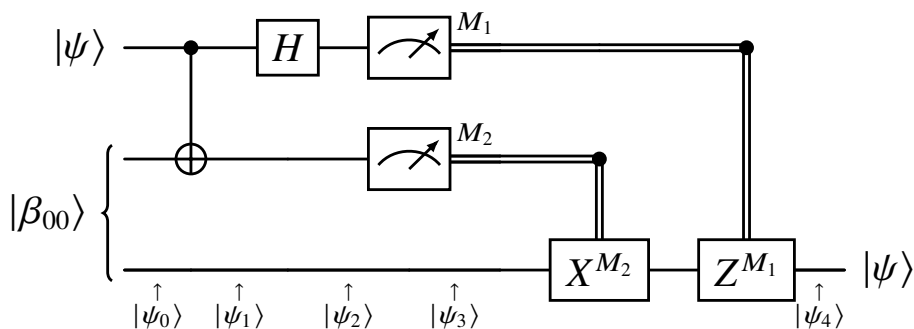 |ψ⟩ H M₁
M₂
|β₀₀⟩
X^{M₂} Z^{M₁} |ψ⟩
↑ ↑ ↑ ↑ ↑
|ψ₀⟩ |ψ₁⟩ |ψ₂⟩ |ψ₃⟩ |ψ₄⟩